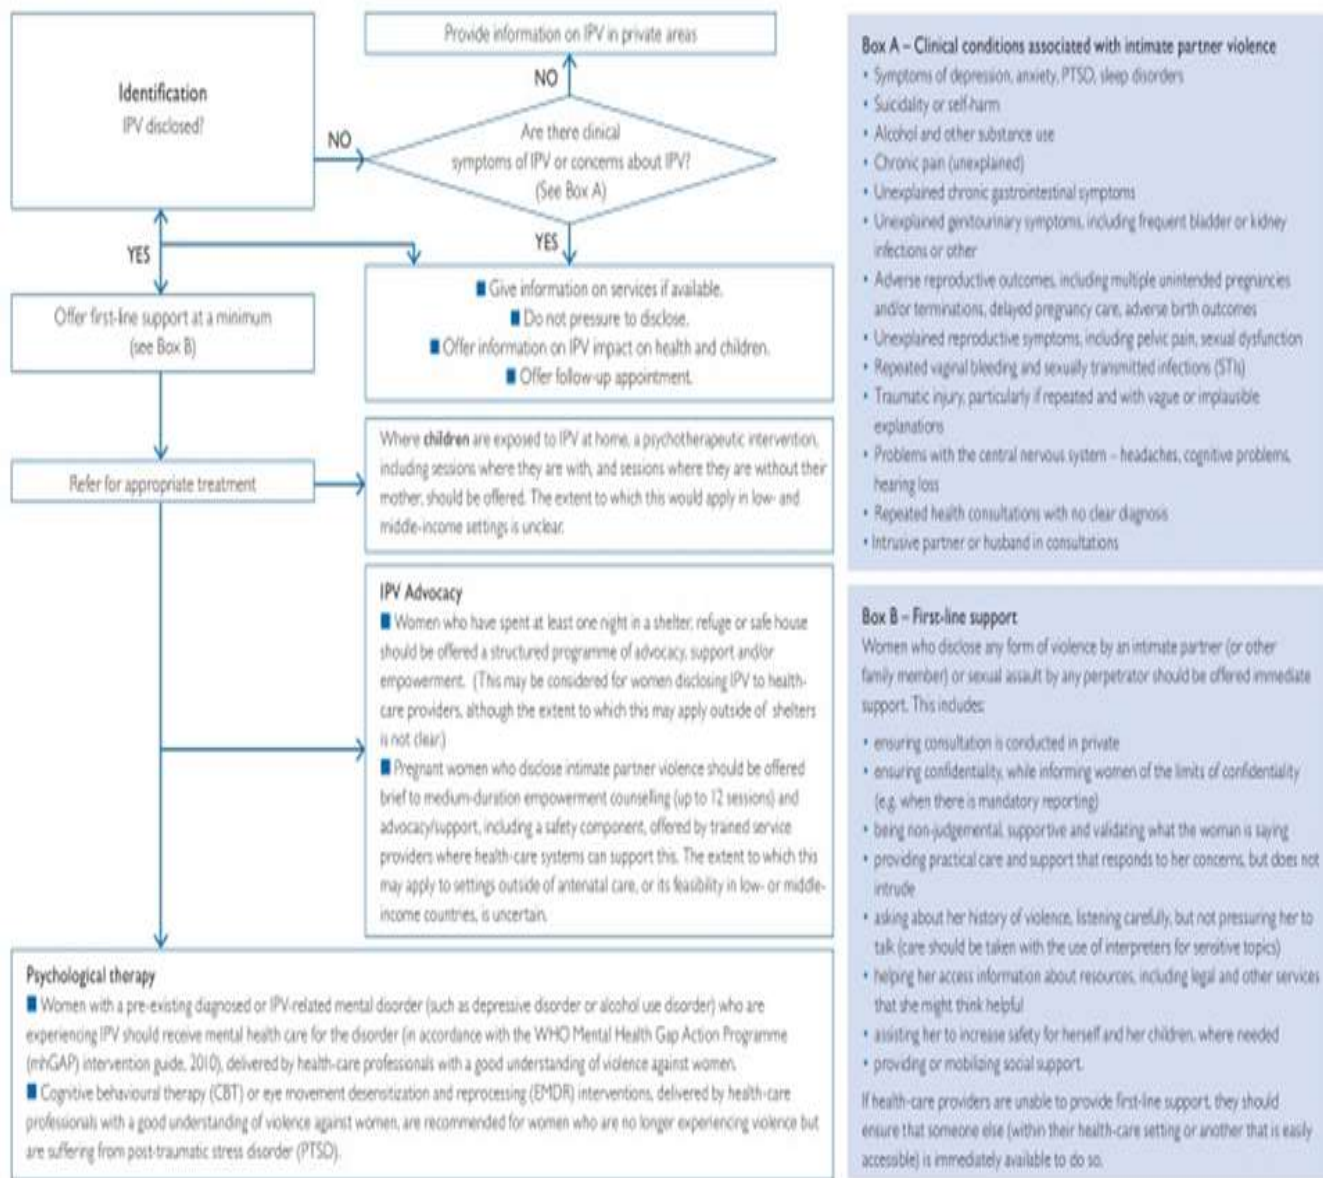 Provide information on IPV in private areas
NO
Identification
IPV disclosed?
NO
Are there clinical
symptoms of IPV or concerns about IPV?
(See Box A)
YES
YES
■ Give information on services if available.
■ Do not pressure to disclose.
■ Offer information on IPV impact on health and children.
■ Offer follow-up appointment.
Offer first-line support at a minimum
(see Box B)
Where children are exposed to IPV at home, a psychotherapeutic intervention,
including sessions where they are with, and sessions where they are without their
mother, should be offered. The extent to which this would apply in low- and
middle-income settings is unclear.
Refer for appropriate treatment
IPV Advocacy
■ Women who have spent at least one night in a shelter, refuge or safe house
should be offered a structured programme of advocacy, support and/or
empowerment. (This may be considered for women disclosing IPV to health-
care providers, although the extent to which this may apply outside of shelters
is not clear.)
■ Pregnant women who disclose intimate partner violence should be offered
brief to medium-duration empowerment counselling (up to 12 sessions) and
advocacy/support, including a safety component, offered by trained service
providers where health-care systems can support this. The extent to which this
may apply to settings outside of antenatal care, or its feasibility in low- or middle-
income countries, is uncertain.
Psychological therapy
■ Women with a pre-existing diagnosed or IPV-related mental disorder (such as depressive disorder or alcohol use disorder) who are
experiencing IPV should receive mental health care for the disorder (in accordance with the WHO Mental Health Gap Action Programme
(mhGAP) intervention guide, 2010), delivered by health-care professionals with a good understanding of violence against women.
■ Cognitive behavioural therapy (CBT) or eye movement desensitization and reprocessing (EMDR) interventions, delivered by health-care
professionals with a good understanding of violence against women, are recommended for women who are no longer experiencing violence but
are suffering from post-traumatic stress disorder (PTSD).
Box A – Clinical conditions associated with intimate partner violence
• Symptoms of depression, anxiety, PTSD, sleep disorders
• Suicidality or self-harm
• Alcohol and other substance use
• Chronic pain (unexplained)
• Unexplained chronic gastrointestinal symptoms
• Unexplained genitourinary symptoms, including frequent bladder or kidney
infections or other
• Adverse reproductive outcomes, including multiple unintended pregnancies
and/or terminations, delayed pregnancy care, adverse birth outcomes
• Unexplained reproductive symptoms, including pelvic pain, sexual dysfunction
• Repeated vaginal bleeding and sexually transmitted infections (STIs)
• Traumatic injury, particularly if repeated and with vague or implausible
explanations
• Problems with the central nervous system – headaches, cognitive problems,
hearing loss
• Repeated health consultations with no clear diagnosis
• Intrusive partner or husband in consultations
Box B – First-line support
Women who disclose any form of violence by an intimate partner (or other
family member) or sexual assault by any perpetrator should be offered immediate
support. This includes:
• ensuring consultation is conducted in private
• ensuring confidentiality, while informing women of the limits of confidentiality
(e.g. when there is mandatory reporting)
• being non-judgemental, supportive and validating what the woman is saying
• providing practical care and support that responds to her concerns, but does not
intrude
• asking about her history of violence, listening carefully, but not pressuring her to
talk (care should be taken with the use of interpreters for sensitive topics)
• helping her access information about resources, including legal and other services
that she might think helpful
• assisting her to increase safety for herself and her children, where needed
• providing or mobilizing social support.
If health-care providers are unable to provide first-line support, they should
ensure that someone else (within their health-care setting or another that is easily
accessible) is immediately available to do so.